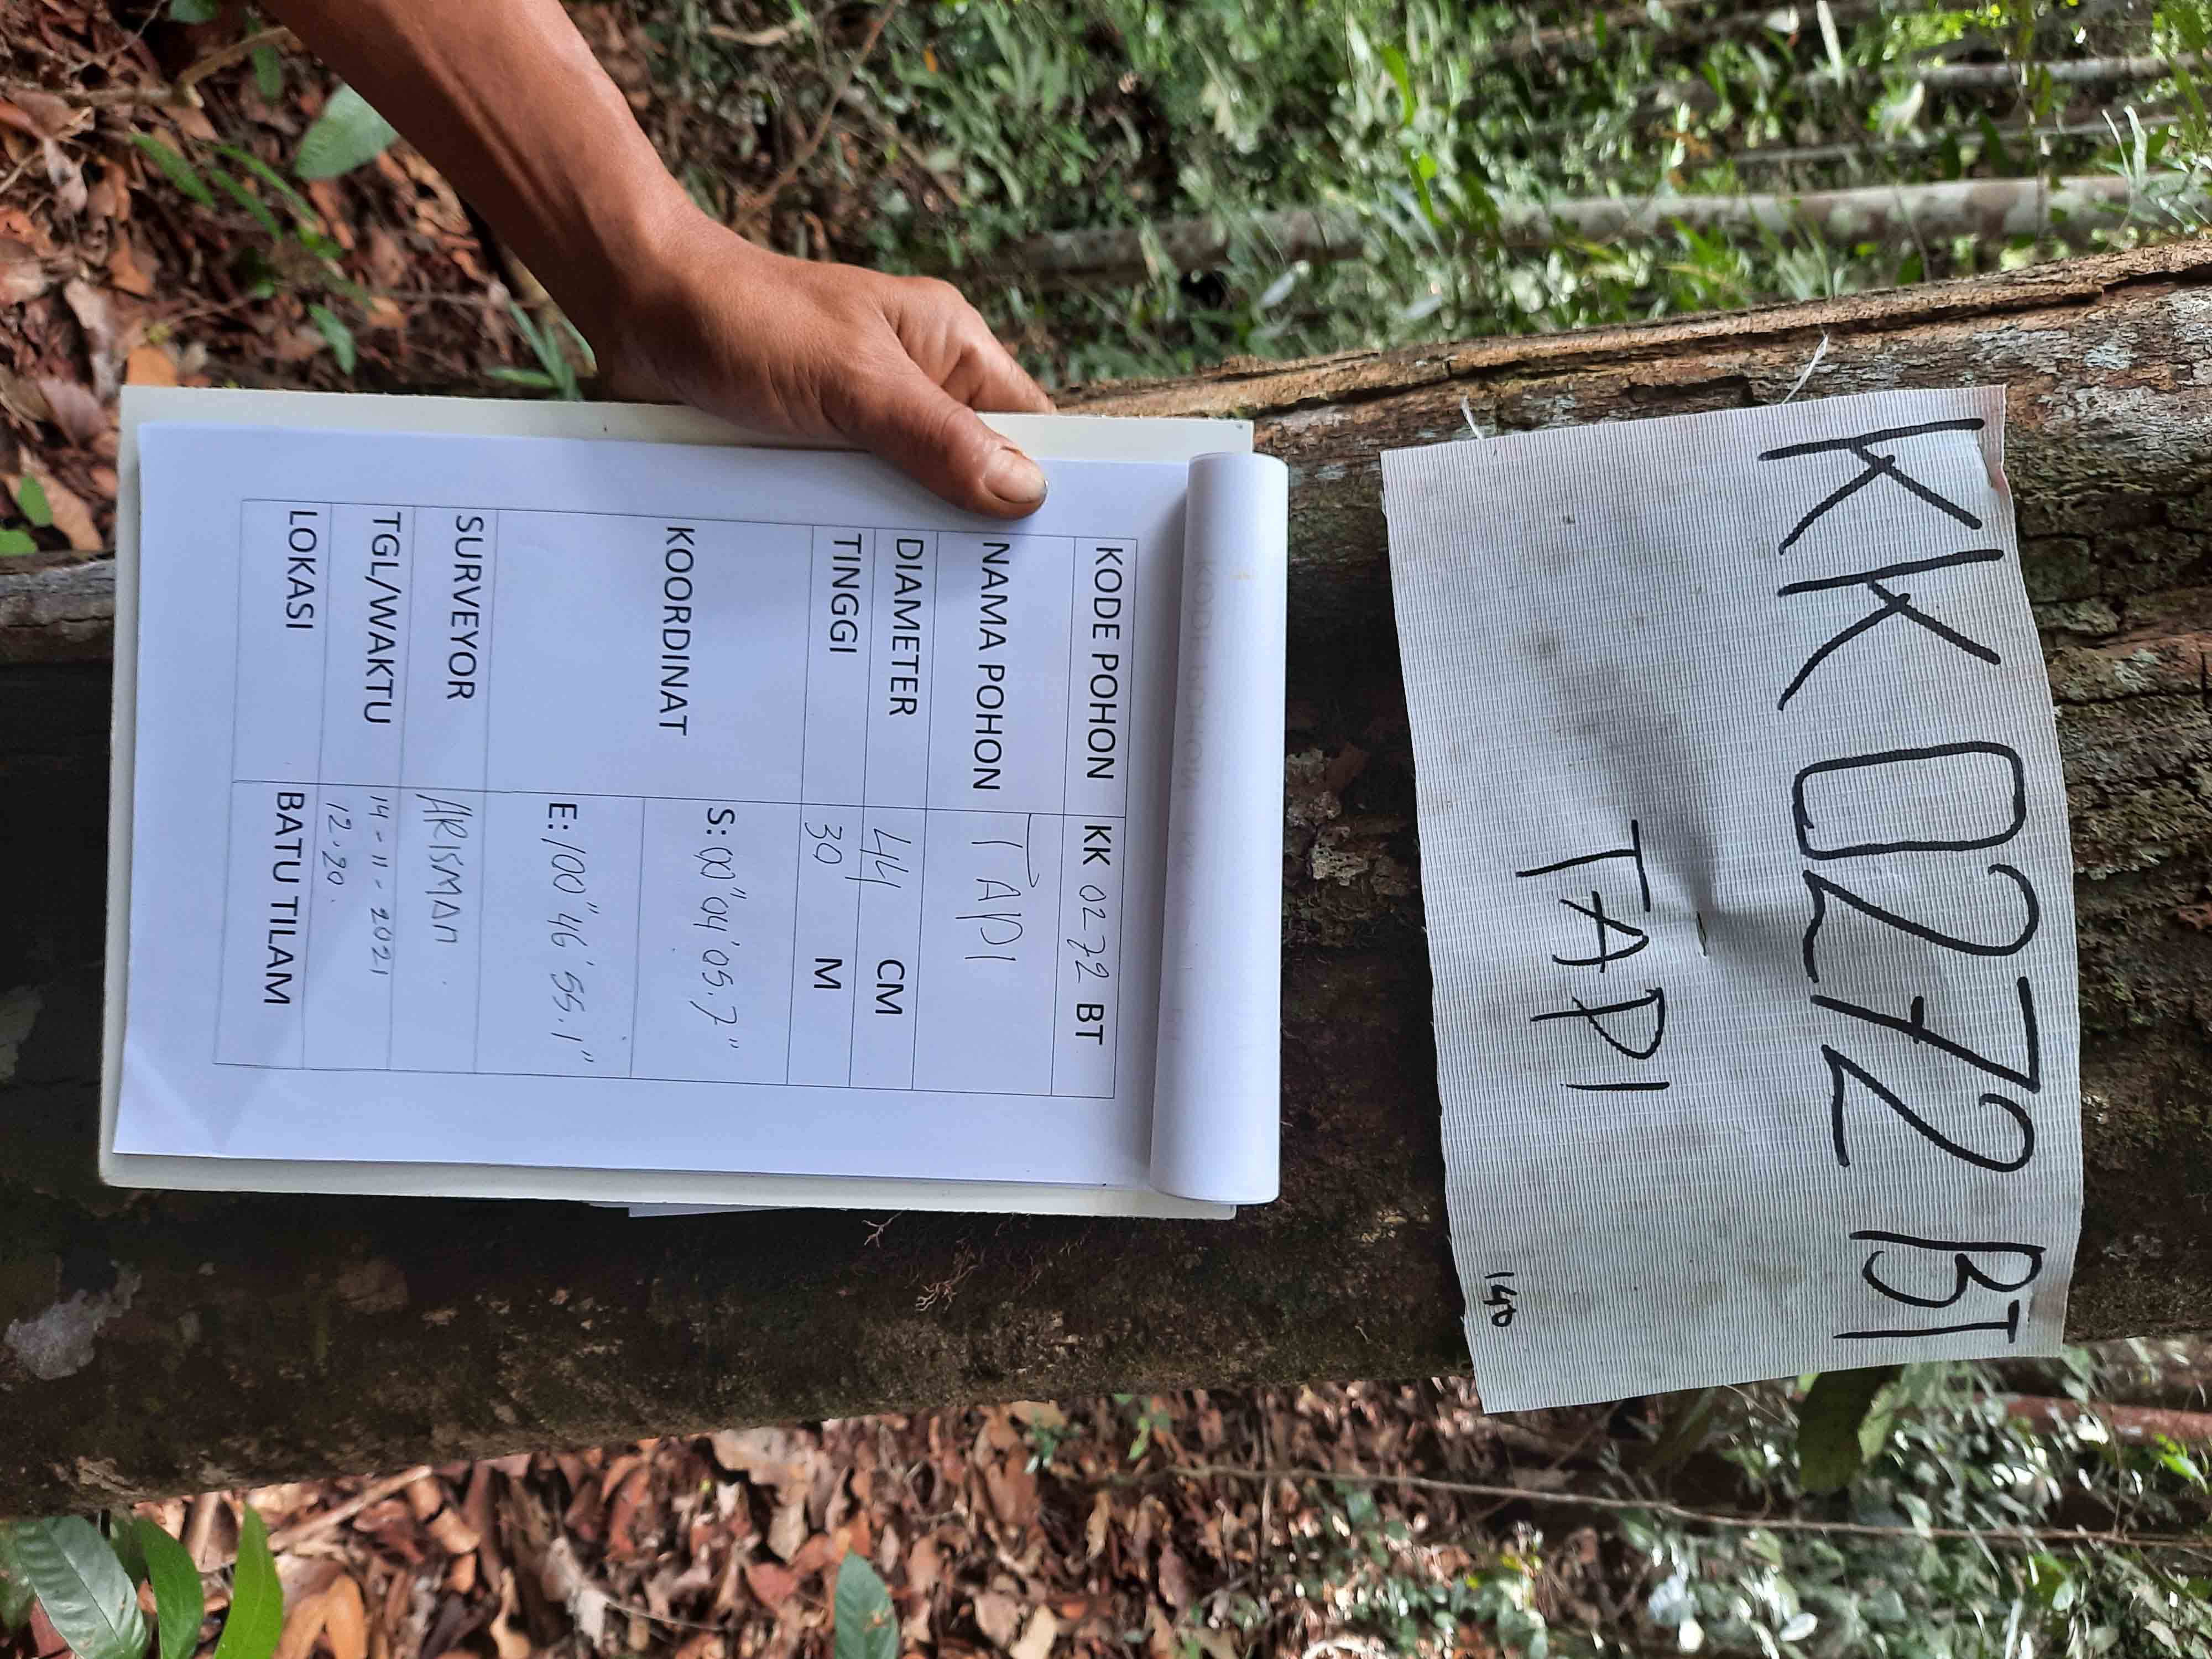 KK 0272 BT
TAPI
140
KODE POHON KK 0272 BT
NAMA POHON TAPI
DIAMETER 44 CM
TINGGI 30 M
KOORDINAT S: 00" 04' 05.7"
E: 100" 46' 55.1"
SURVEYOR ARISMAN
TGL/WAKTU 14-11-2021
12.20.
LOKASI BATU TILAM